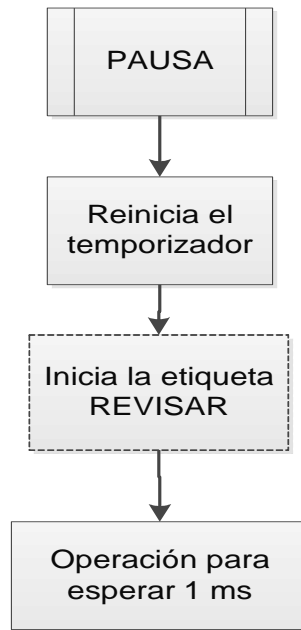 PAUSA
Reinicia el
temporizador
Inicia la etiqueta
REVISAR
Operación para
esperar 1 ms